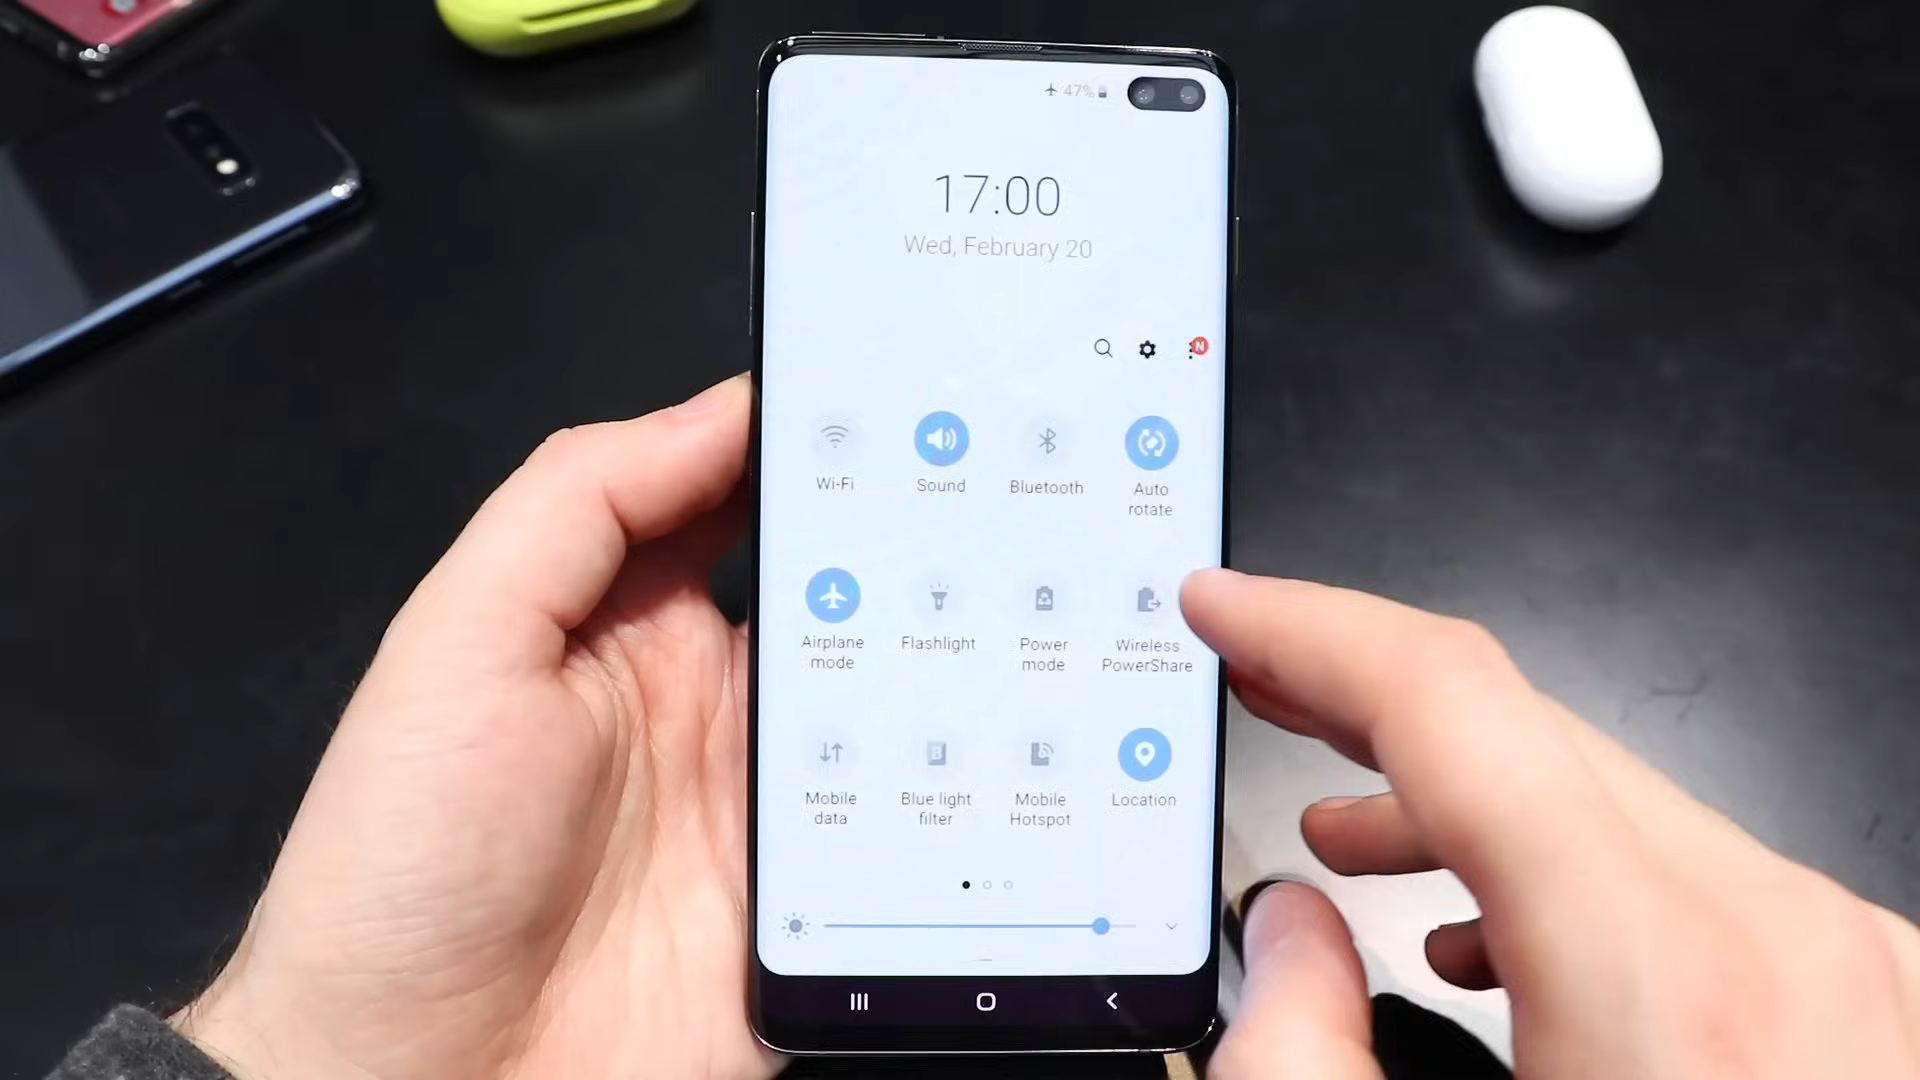 47%
17:00
Wed, February 20
N
Wi-Fi
Sound
Bluetooth
Auto
rotate
Airplane
mode
Flashlight
Power
mode
Wireless
PowerShare
Mobile
data
B
Blue light
filter
Mobile
Hotspot
Location